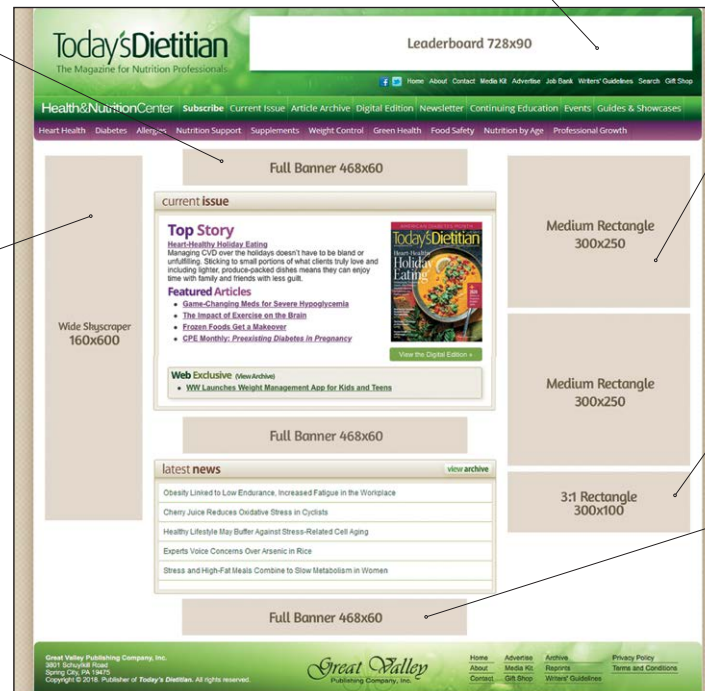 Today'sDietitian
The Magazine for Nutrition Professionals
Leaderboard 728x90
Home About Contact Media Kit Advertise Job Bank Writers' Guidelines Search Gift Shop
Health&NutritionCenter Subscribe Current Issue Article Archive Digital Edition Newsletter Continuing Education Events Guides & Showcases
Heart Health Diabetes Allergies Nutrition Support Supplements Weight Control Green Health Food Safety Nutrition by Age Professional Growth
Full Banner 468x60
Wide Skyscraper
160x600
current issue
Top Story
Heart-Healthy Holiday Eating
Managing CVD over the holidays doesn't have to be bland or
unfulfilling. Sticking to small portions of what clients truly love and
including lighter, produce-packed dishes means they can enjoy
time with family and friends with less guilt.
Featured Articles
Game-Changing Meds for Severe Hypoglycemia
The Impact of Exercise on the Brain
Frozen Foods Get a Makeover
CPE Monthly: Preexisting Diabetes in Pregnancy
AMERICAN DIABETES MONTH
Today'sDietitian
Heart-Healthy
Holiday
Eating
View the Digital Edition
Web Exclusive (View Archive)
WW Launches Weight Management App for Kids and Teens
Full Banner 468x60
latest news
view archive
Obesity Linked to Low Endurance, Increased Fatigue in the Workplace
Cherry Juice Reduces Oxidative Stress in Cyclists
Healthy Lifestyle May Buffer Against Stress-Related Cell Aging
Experts Voice Concerns Over Arsenic in Rice
Stress and High-Fat Meals Combine to Slow Metabolism in Women
Full Banner 468x60
Medium Rectangle
300x250
Medium Rectangle
300x250
3:1 Rectangle
300x100
Great Valley Publishing Company, Inc.
3801 Schuylkill Road
Spring City, PA 19475
Copyright © 2018. Publisher of Today's Dietitian. All rights reserved.
Great Valley
Publishing Company, Inc.
Home Advertise Archive Privacy Policy
About Media Kit Reprints Terms and Conditions
Contact Gift Shop Writers' Guidelines